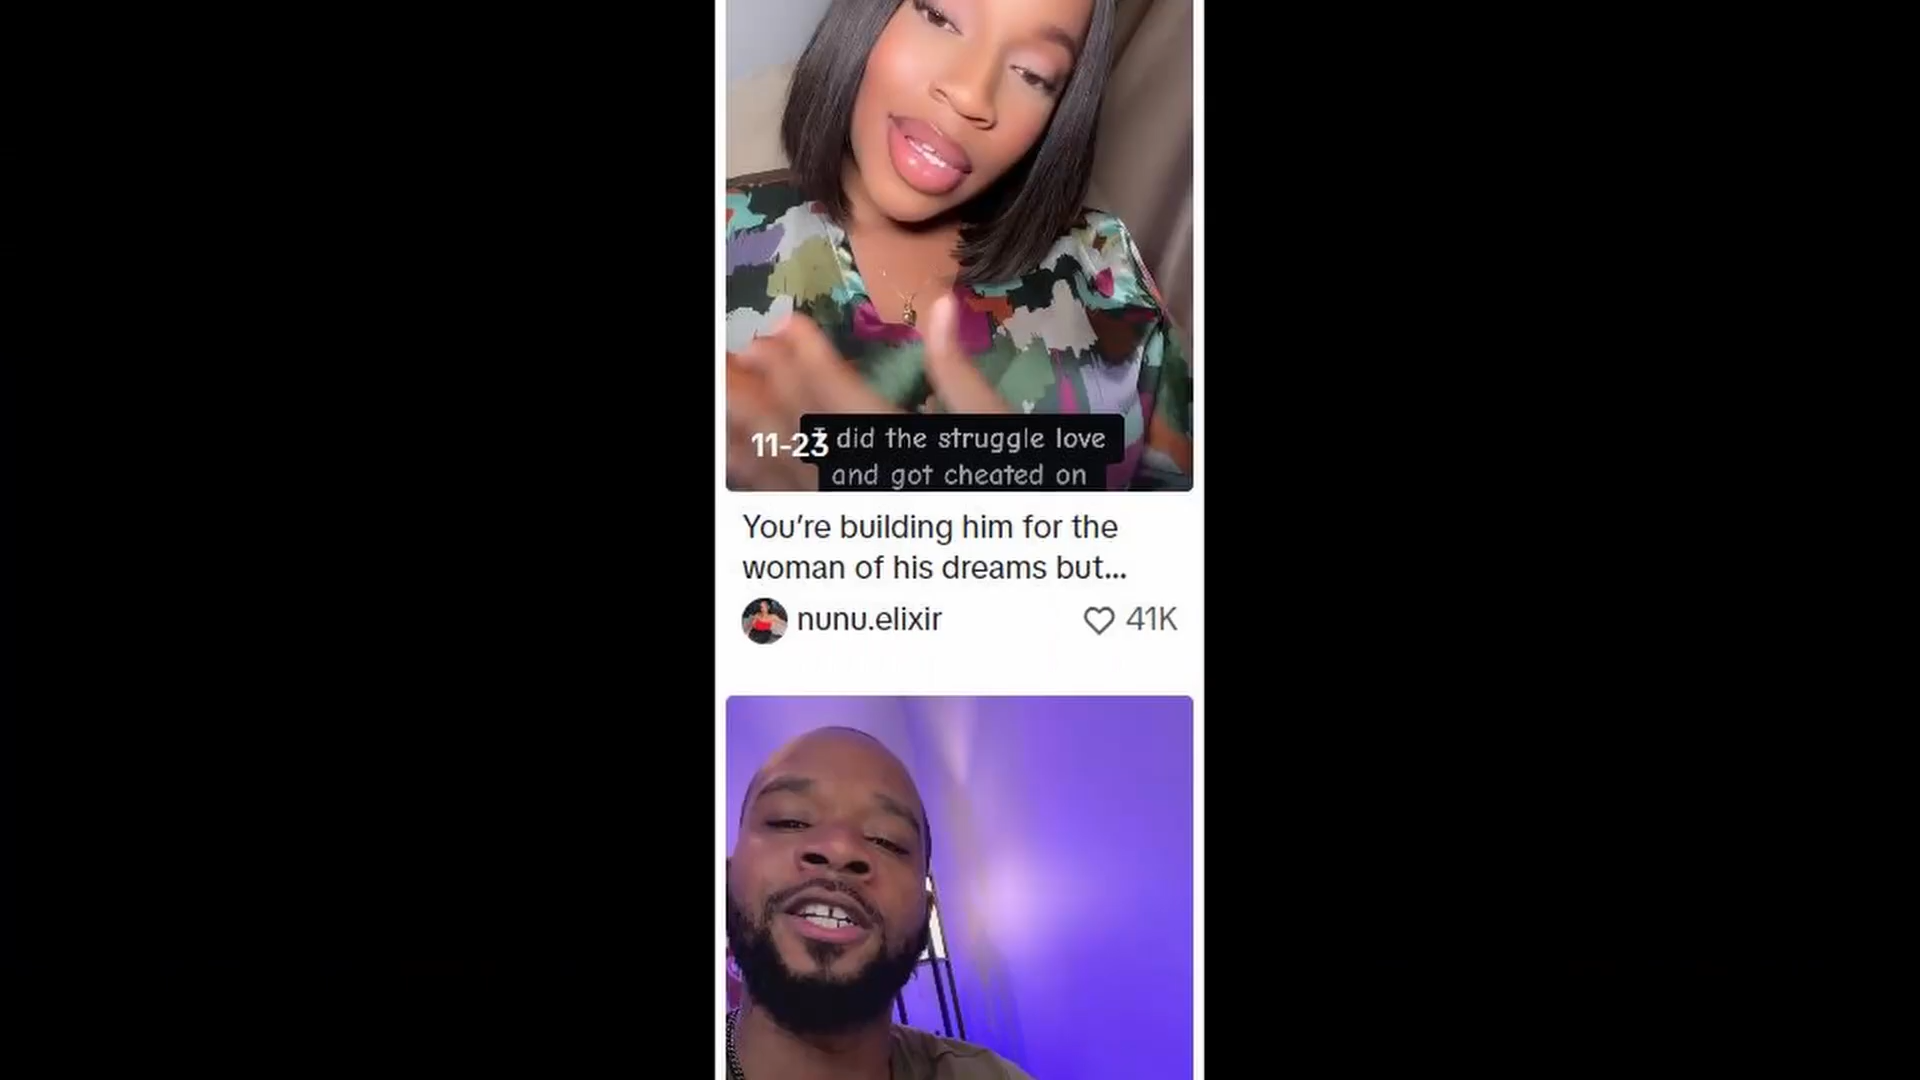 11-23
I did the struggle love
and got cheated on
You're building him for the
woman of his dreams but...
nunu.elixir
41K